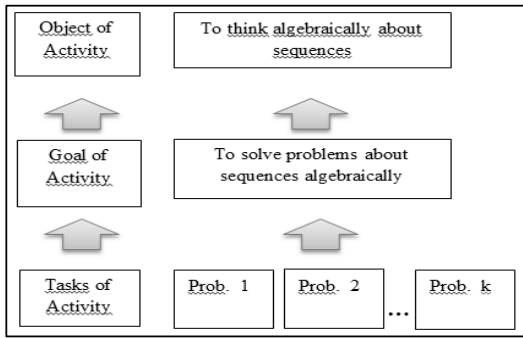 Object of
Activity
To think algebraically about
sequences
Goal of
Activity
To solve problems about
sequences algebraically
Tasks of
Activity
Prob. 1
Prob. 2
...
Prob. k